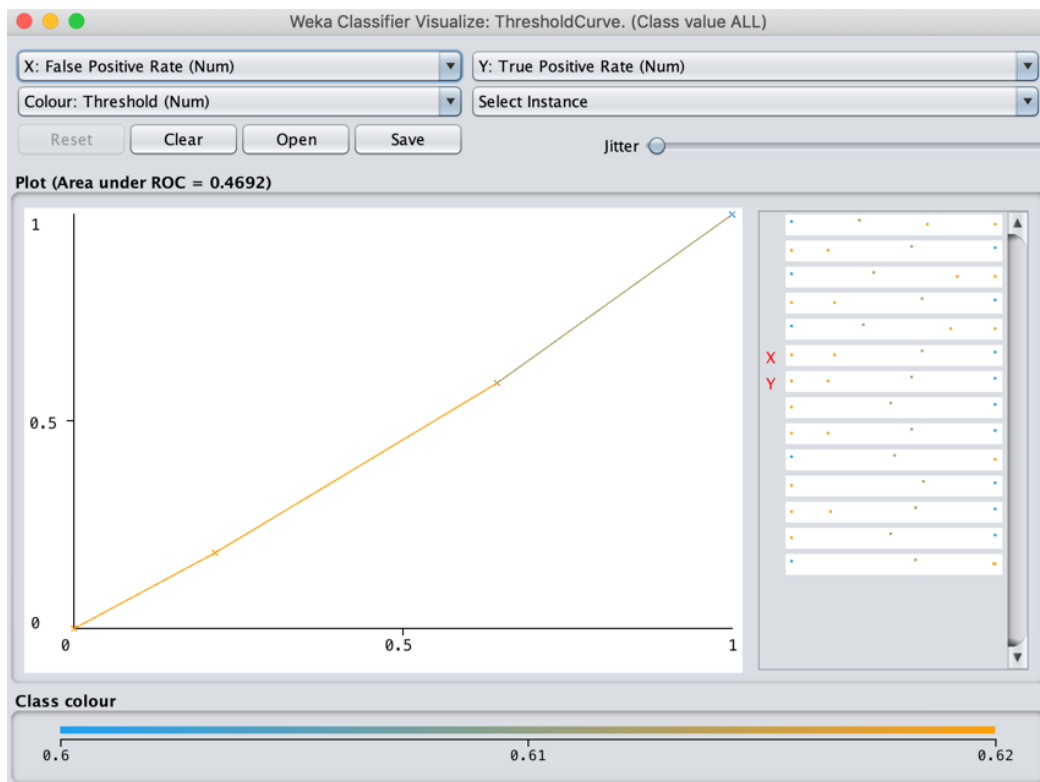 Weka Classifier Visualize: ThresholdCurve. (Class value ALL)
X: False Positive Rate (Num) Y: True Positive Rate (Num)
Colour: Threshold (Num) Select Instance
Reset Clear Open Save Jitter
Plot (Area under ROC = 0.4692)
1
X
Y
0.5
0
0 0.5 1
Class colour
0.6 0.61 0.62